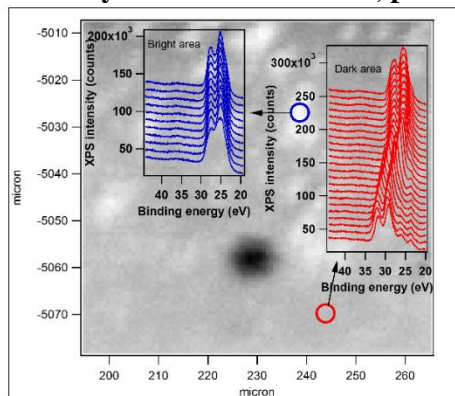 -5010
-5020
-5030
-5040
-5050
-5060
-5070
micron
200x10³
150
100
50
XPS intensity (counts)
Bright area
40 35 30 25 20
Binding energy (eV)
300x10³
250
200
150
100
50
XPS intensity (counts)
Dark area
40 35 30 25 20
Binding energy (eV)
200 210 220 230 240 250 260
micron